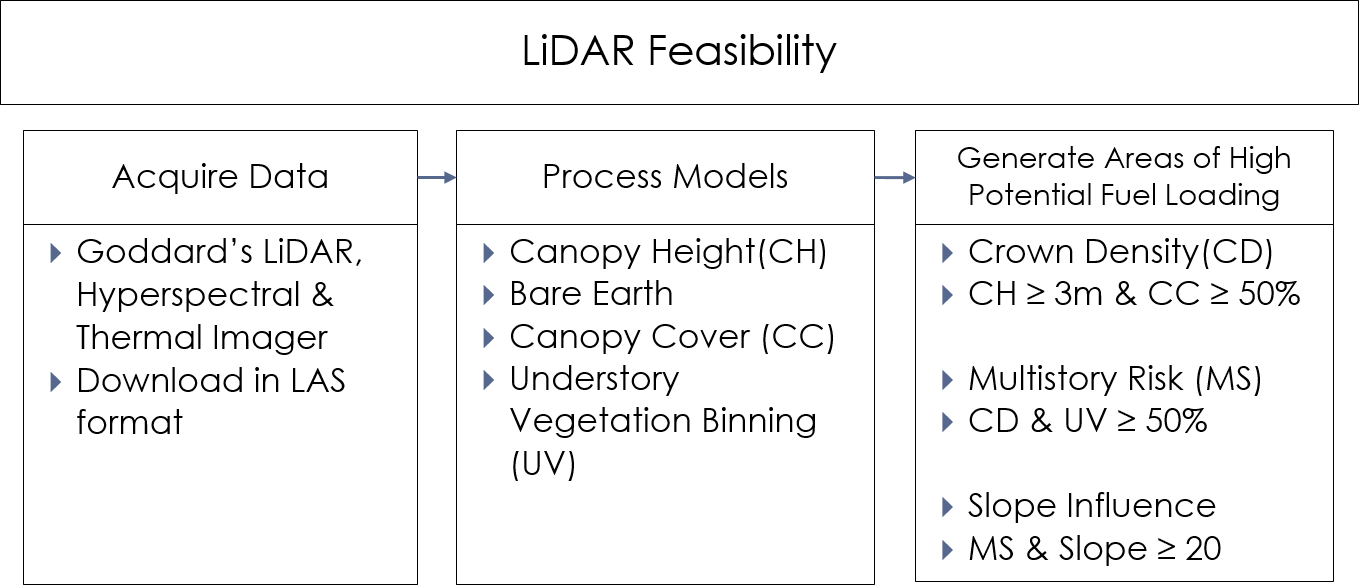 LiDAR Feasibility
Acquire Data
Goddard's LiDAR,
Hyperspectral &
Thermal Imager
Download in LAS
format
Process Models
Canopy Height(CH)
Bare Earth
Canopy Cover (CC)
Understory
Vegetation Binning
(UV)
Generate Areas of High
Potential Fuel Loading
Crown Density(CD)
CH ≥ 3m & CC ≥ 50%
Multistory Risk (MS)
CD & UV ≥ 50%
Slope Influence
MS & Slope ≥ 20